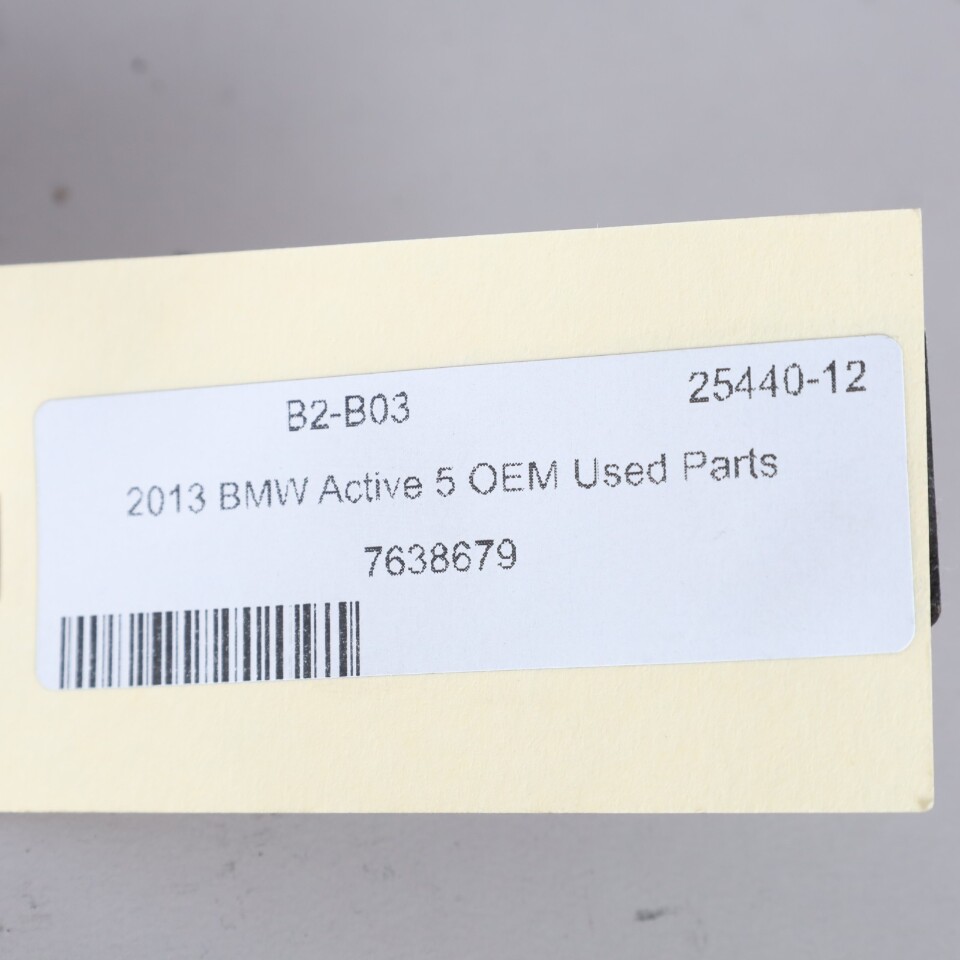 B2-B03 25440-12
2013 BMW Active 5 OEM Used Parts
7638679